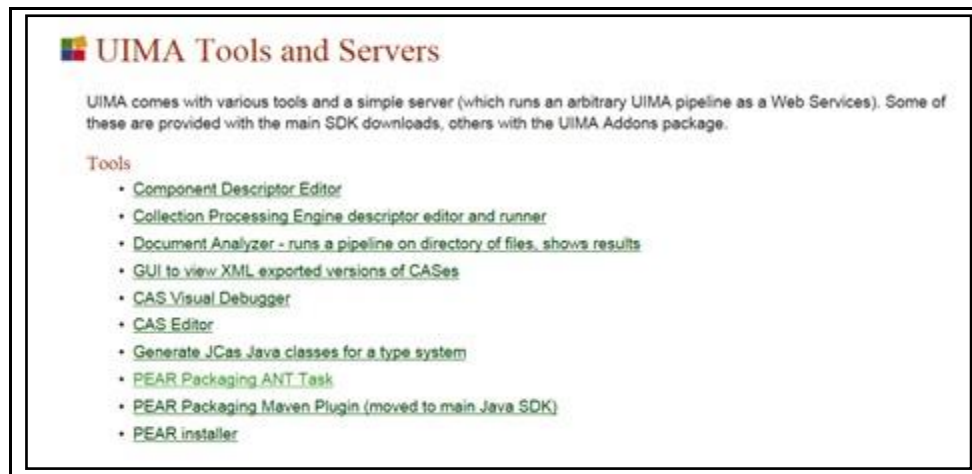 UIMA Tools and Servers
UIMA comes with various tools and a simple server (which runs an arbitrary UIMA pipeline as a Web Services). Some of
these are provided with the main SDK downloads, others with the UIMA Addons package.
Tools
• Component Descriptor Editor
• Collection Processing Engine descriptor editor and runner
• Document Analyzer - runs a pipeline on directory of files, shows results
• GUI to view XML exported versions of CASes
• CAS Visual Debugger
• CAS Editor
• Generate JCas Java classes for a type system
• PEAR Packaging ANT Task
• PEAR Packaging Maven Plugin (moved to main Java SDK)
• PEAR installer